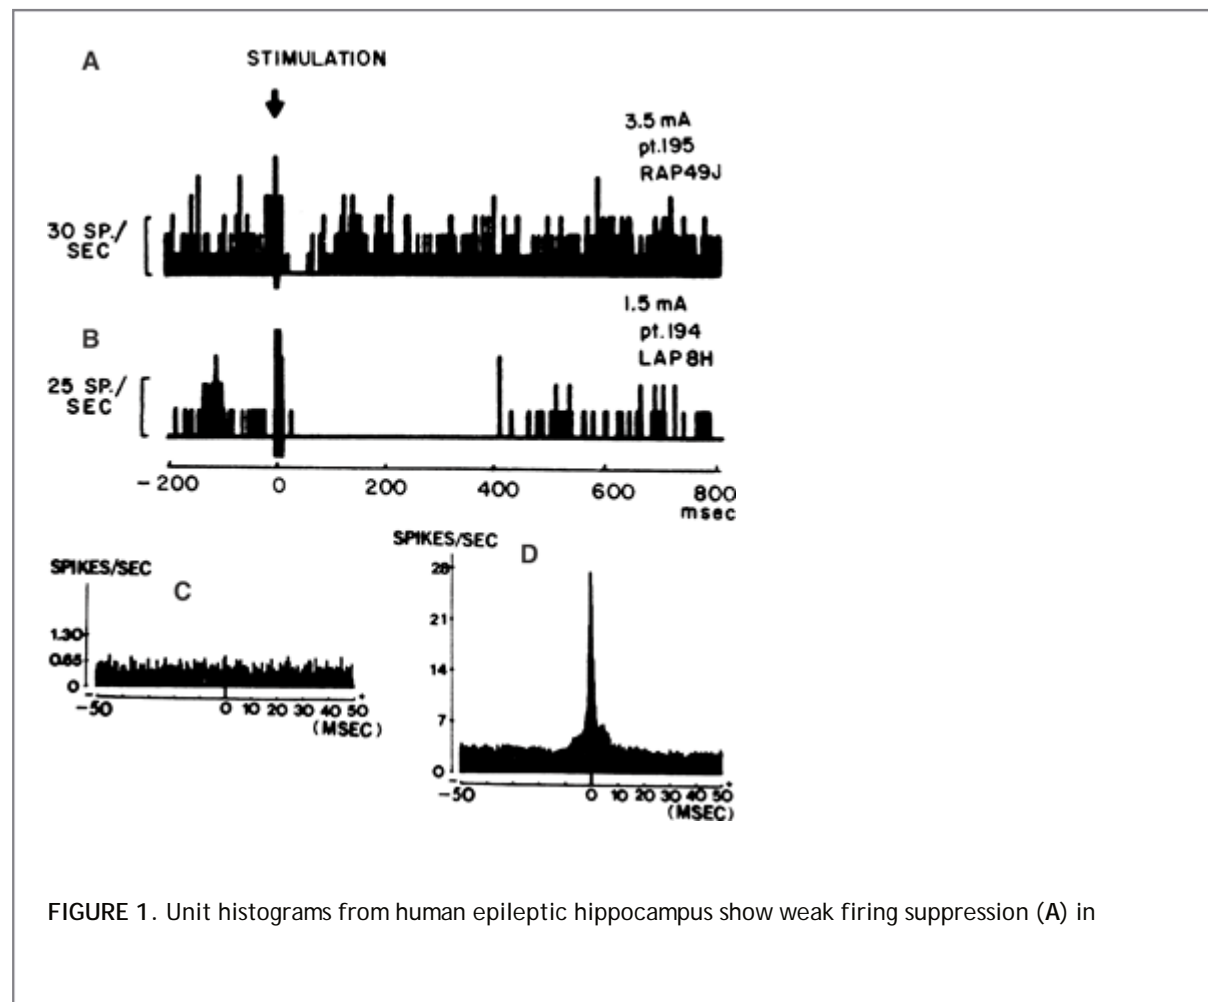 A
STIMULATION
3.5 mA
pt.195
RAP49J
30 SP./
SEC
1.5 mA
pt.194
LAP 8H
B
25 SP./
SEC
-200 0 200 400 600 800
msec
SPIKES/SEC
D
28
21
14
7
0
- +
-50 0 10 20 30 40 50
(MSEC)
SPIKES/SEC
C
1.30
0.65
0
- +
-50 0 10 20 30 40 50
(MSEC)
FIGURE 1. Unit histograms from human epileptic hippocampus show weak firing suppression (A) in